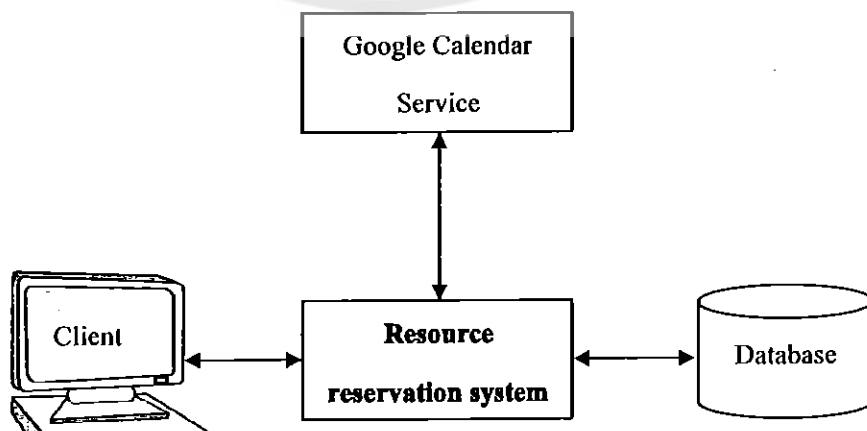 Google Calendar
Service
Client
Resource
reservation system
Database